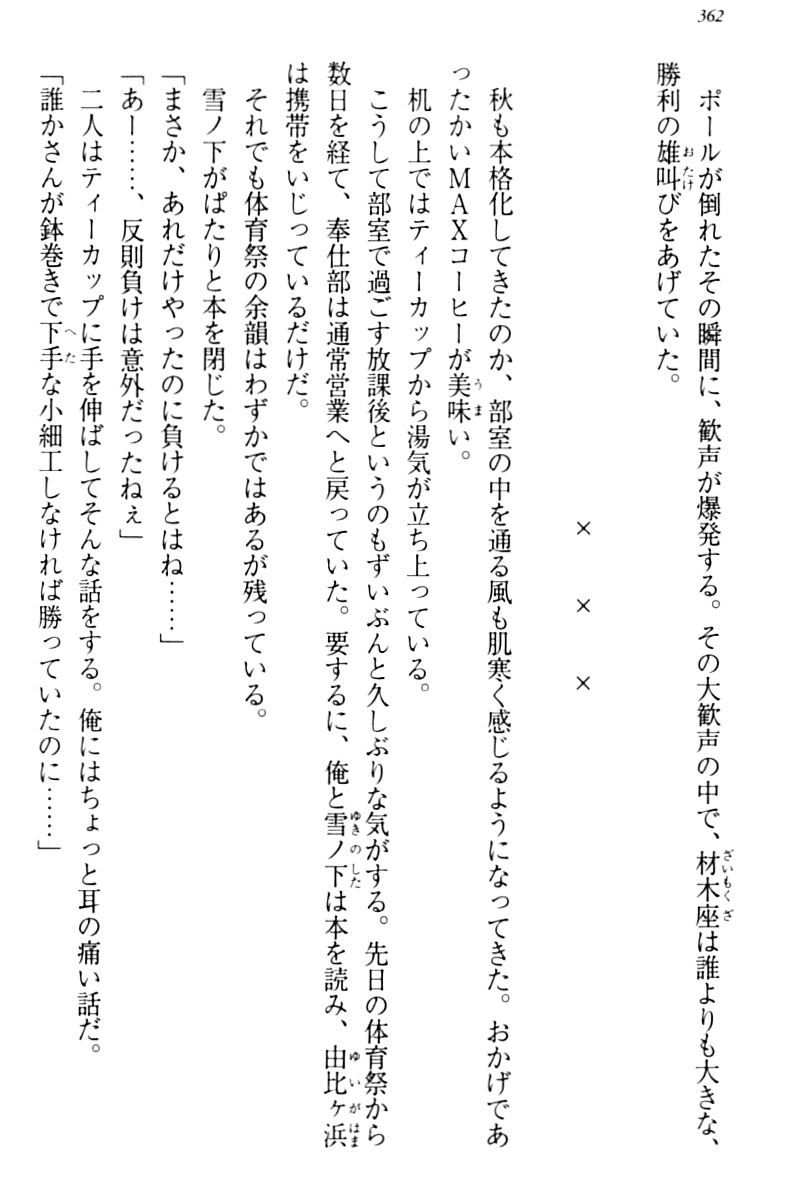 362
ポールが倒れたその瞬間に、歓声が爆発する。その大歓声の中で、材木座は誰よりも大きな、
勝利の雄叫びをあげていた。
× × ×
秋も本格化してきたのか、部室の中を通る風も肌寒く感じるようになってきた。おかげであ
ったかいMAXコーヒーが美味い。
机の上ではティーカップから湯気が立ち上っている。
こうして部室で過ごす放課後というのもずいぶんと久しぶりな気がする。先日の体育祭から
数日を経て、奉仕部は通常営業へと戻っていた。要するに、俺と雪ノ下は本を読み、由比ヶ浜
は携帯をいじっているだけだ。
それでも体育祭の余韻はわずかではあるが残っている。
雪ノ下がぱたりと本を閉じた。
「まさか、あれだけやったのに負けるとはね……」
「あー……、反則負けは意外だったねぇ」
二人はティーカップに手を伸ばしてそんな話をする。俺にはちょっと耳の痛い話だ。
「誰かさんが鉢巻きで下手な小細工しなければ勝っていたのに……」